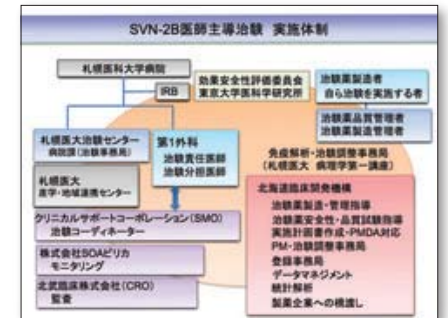 SVN-2B医師主導治験 実施体制
札幌医科大学病院
IRB
効果安全性評価委員会
東京大学医科学研究所
治験薬製造者
自ら治験を実施する者
治験薬品質管理者
治験薬製造管理者
札幌医大治験センター
病院課(治験事務局)
第1外科
治験責任医師
治験分担医師
免疫解析・治験調整事務局
(札幌医大 病理学第一講座)
札幌医大
産学・地域連携センター
クリニカルサポートコーポレーション(SMO)
治験コーディネーター
株式会社SOAピリカ
モニタリング
北武臨床株式会社(CRO)
監査
北海道臨床開発機構
治験薬製造・管理指導
治験薬安全性・品質試験指導
実施計画書作成・PMDA対応
PM・治験調整事務局
登録事務局
データマネジメント
統計解析
製薬企業への橋渡し